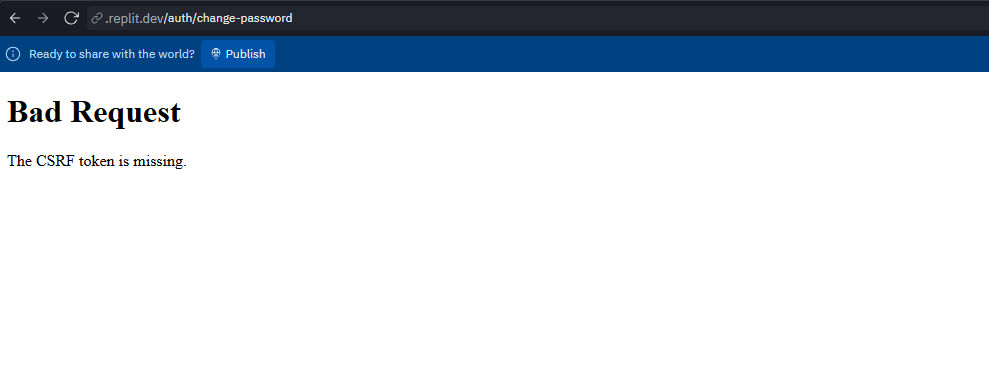 .replit.dev/auth/change-password
Ready to share with the world? Publish
Bad Request
The CSRF token is missing.